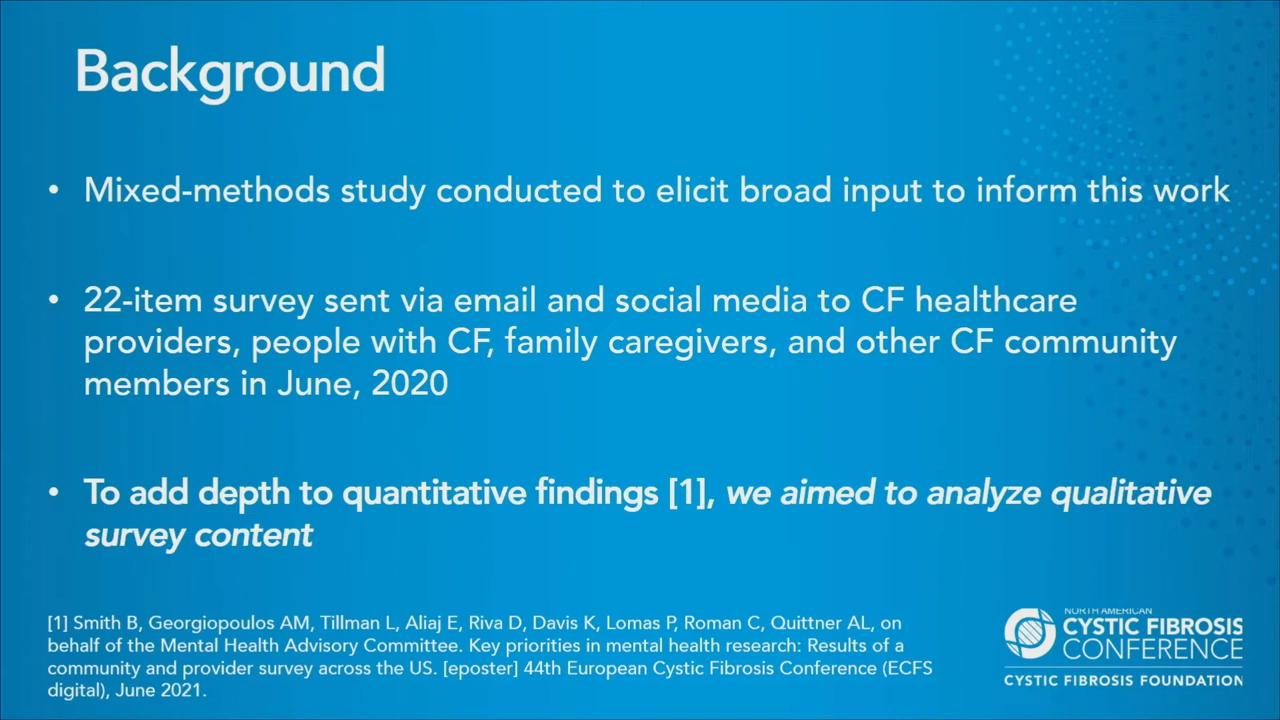 Background
• Mixed-methods study conducted to elicit broad input to inform this work
• 22-item survey sent via email and social media to CF healthcare
providers, people with CF, family caregivers, and other CF community
members in June, 2020
• To add depth to quantitative findings [1], we aimed to analyze qualitative
survey content
[1] Smith B, Georgiopoulos AM, Tillman L, Aliaj E, Riva D, Davis K, Lomas P, Roman C, Quittner AL, on
behalf of the Mental Health Advisory Committee. Key priorities in mental health research: Results of a
community and provider survey across the US. [eposter] 44th European Cystic Fibrosis Conference (ECFS
digital), June 2021.
NORTH AMERICAN
CYSTIC FIBROSIS
CONFERENCE
CYSTIC FIBROSIS FOUNDATION